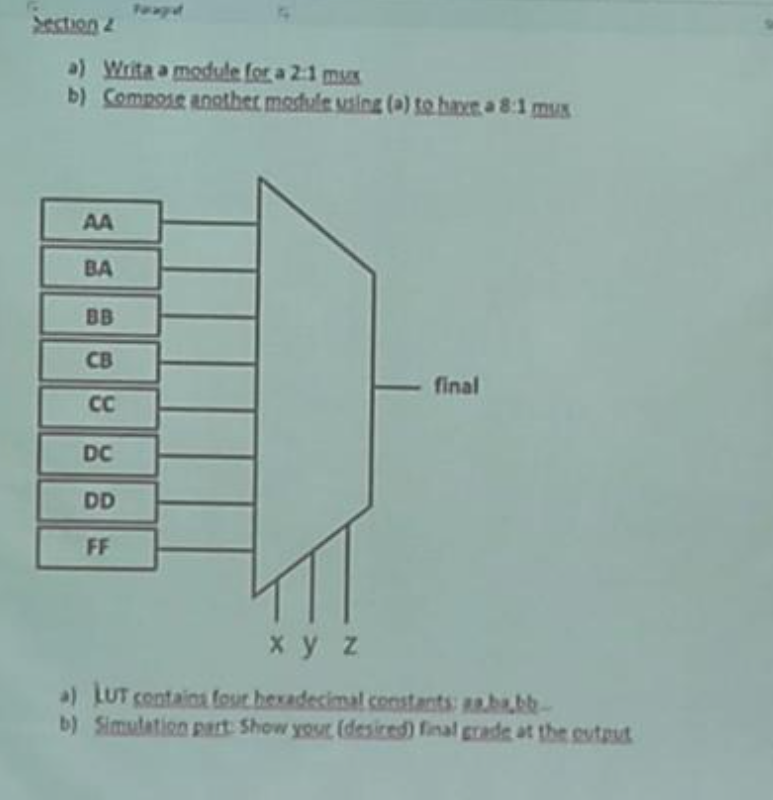 Paragraf
Section 2
a) Writa a module for a 2:1 mux
b) Compose another module using (a) to have a 8:1 mux
AA
BA
BB
CB
CC
DC
DD
FF
final
x y z
a) LUT contains four hexadecimal constants: aa,ba,bb...
b) Simulation part: Show your (desired) final grade at the output